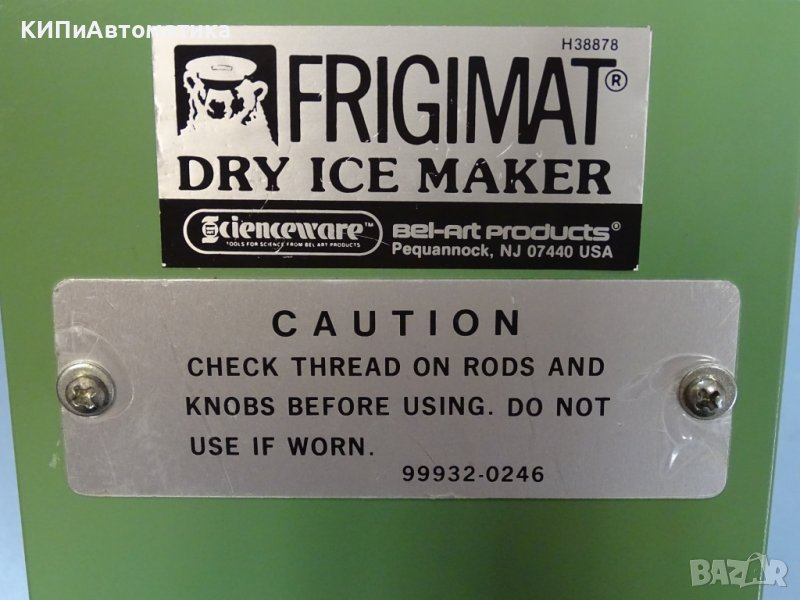 КИПиАвтоматика
H38878
FRIGIMAT®
DRY ICE MAKER
Scienceware™ Bel-Art Products®
TOOLS FOR SCIENCE FROM BEL ART PRODUCTS
Pequannock, NJ 07440 USA
CAUTION
CHECK THREAD ON RODS AND
KNOBS BEFORE USING. DO NOT
USE IF WORN.
99932-0246
BAZAR